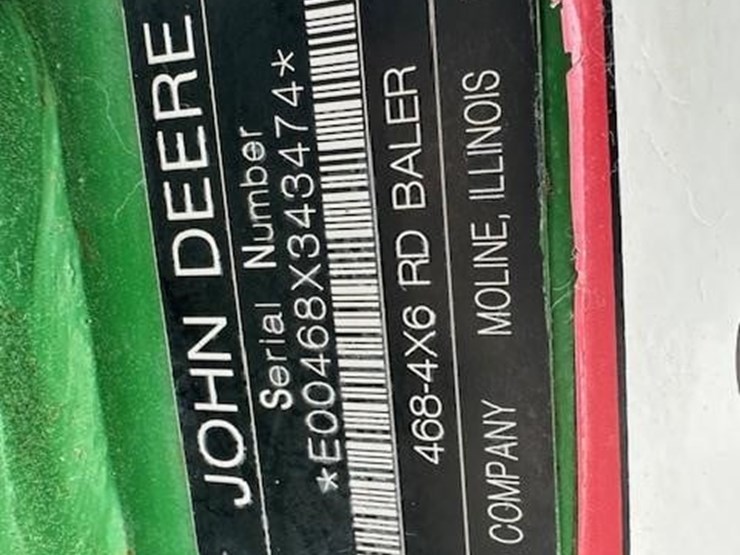 JOHN DEERE
Serial Number
*E00468X343474*
468-4X6 RD BALER
COMPANY MOLINE, ILLINOIS